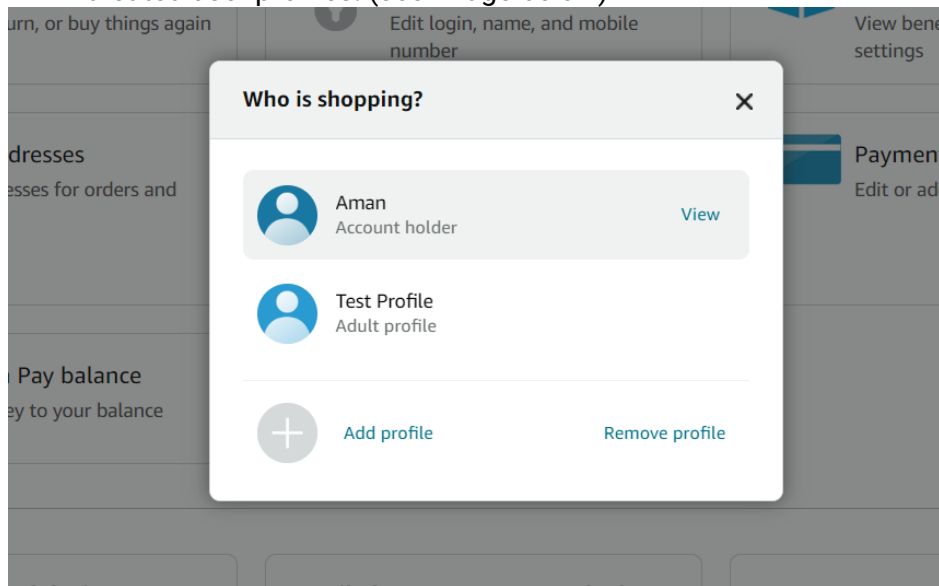 urn, or buy things again
Edit login, name, and mobile
number
View bene
settings
Who is shopping?
dresses
esses for orders and
Paymen
Edit or ad
Aman
Account holder
View
Test Profile
Adult profile
Pay balance
ey to your balance
Add profile
Remove profile